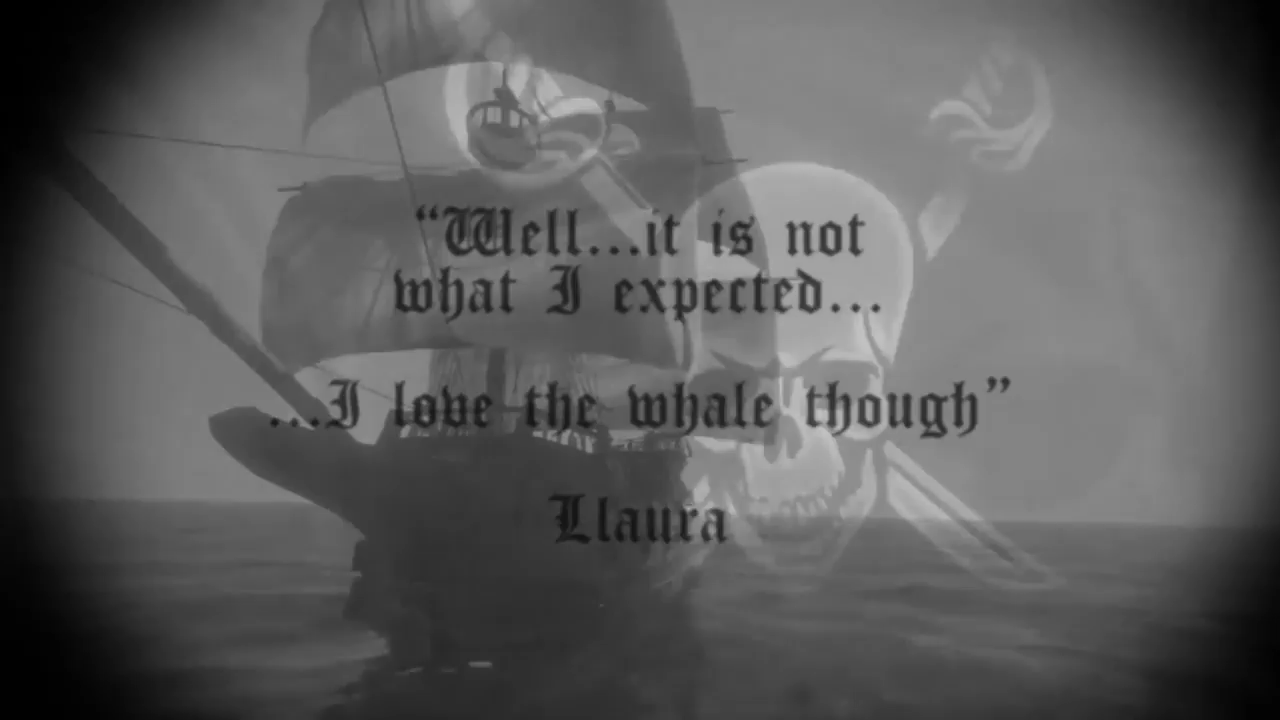 “Well...it is not
what I expected...
...I love the whale though”
Llaura